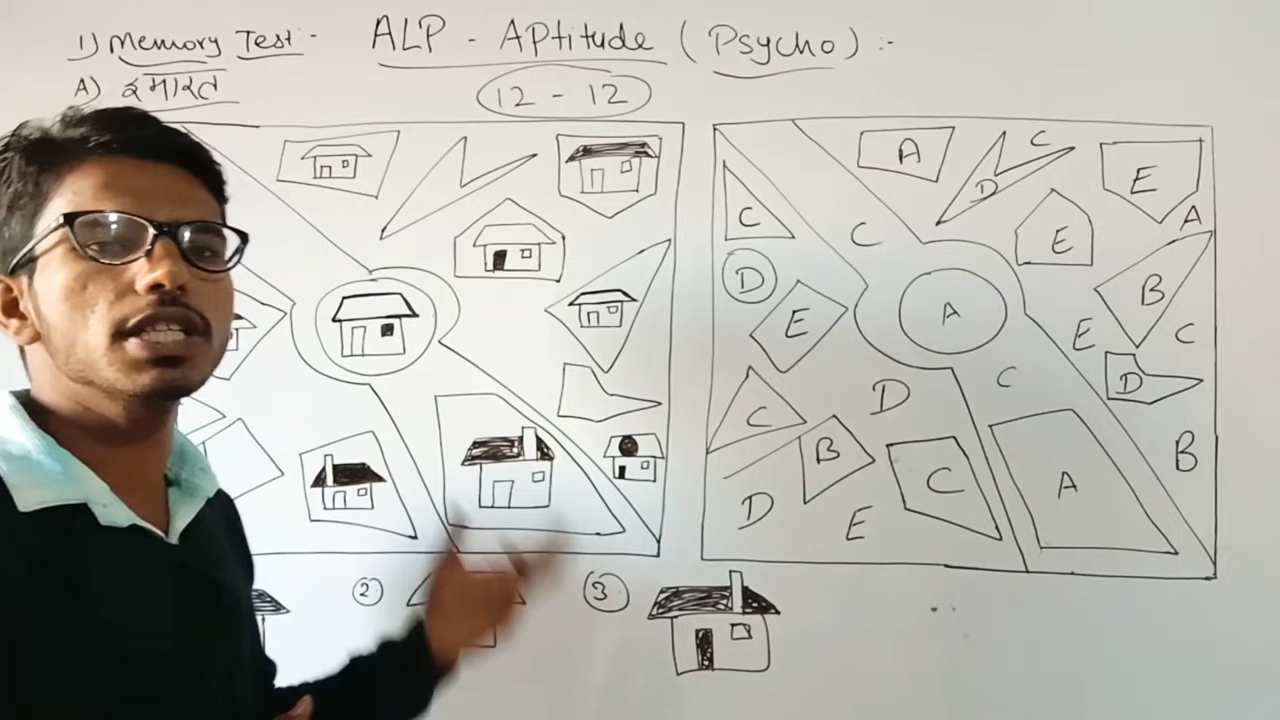 1) Memory Test:- ALP - APtitude (Psycho) :-
A) इमारत 12 - 12
A C E
D
C A
C E
D A B
E E C
C D
C D
B C A B
D E
2 3